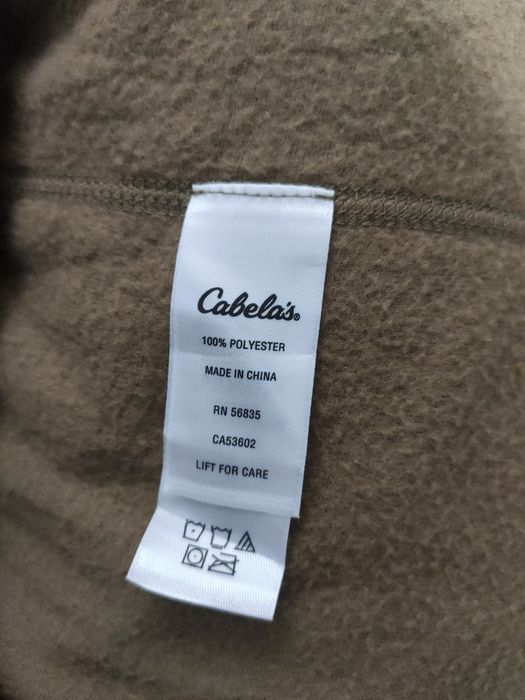 Cabela's®
100% POLYESTER
MADE IN CHINA
RN 56835
CA53602
LIFT FOR CARE